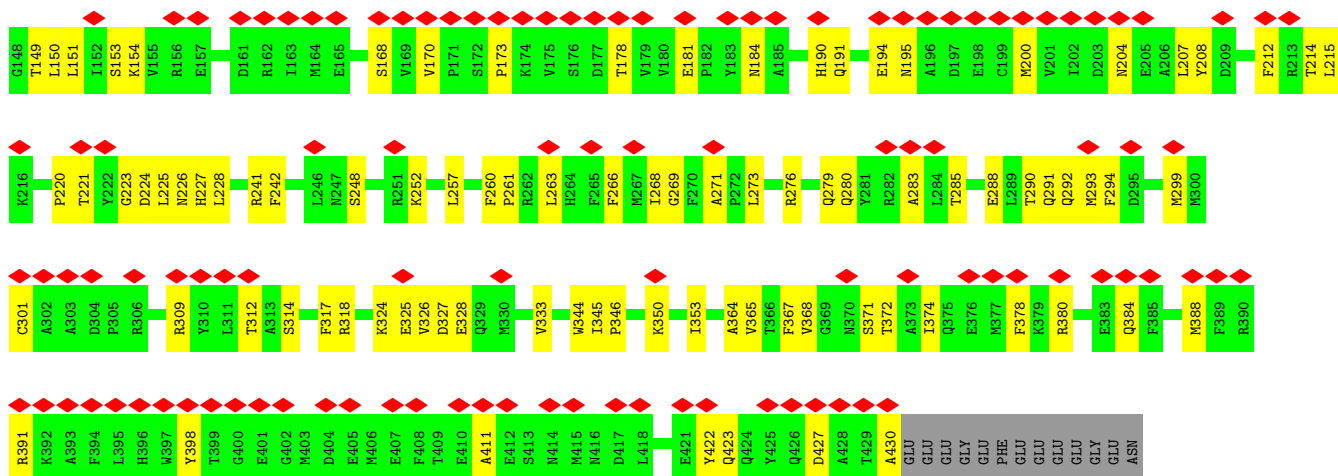 G148 T149 L150 L151 I152 S153 K154 V155 R156 E157 D161 R162 I163 M164 E165 S168 V169 V170 P171 S172 P173 K174 V175 S176 D177 T178 V179 V180 E181 P182 Y183 N184 A185 H190 Q191 E194 N195 A196 D197 E198 C199 M200 V201 I202 D203 N204 E205 A206 L207 Y208 D209 F212 R213 T214 L215
K216 P220 T221 Y222 G223 D224 L225 N226 H227 L228 R241 F242 L246 N247 S248 R251 K252 L257 F260 P261 R262 L263 H264 F265 F266 M267 I268 G269 F270 A271 P272 L273 R276 Q279 Q280 Y281 R282 A283 L284 T285 E288 L289 T290 Q291 Q292 M293 F294 D295 M299 M300
C301 A302 A303 D304 P305 R306 R309 Y310 L311 T312 A313 S314 F317 R318 K324 E325 V326 D327 E328 Q329 M330 V333 W344 I345 P346 K350 I353 A364 V365 T366 F367 V368 G369 N370 S371 T372 A373 I374 Q375 E376 M377 F378 K379 R380 E383 Q384 F385 M388 F389 R390
R391 K392 A393 F394 L395 H396 W397 Y398 T399 G400 E401 G402 M403 D404 E405 M406 E407 F408 T409 E410 A411 E412 S413 N414 M415 N416 D417 L418 E421 Y422 Q423 Q424 Y425 Q426 D427 A428 T429 A430 GLU GLU GLU GLY GLU PHE GLU GLU GLU GLU GLY GLU ASN